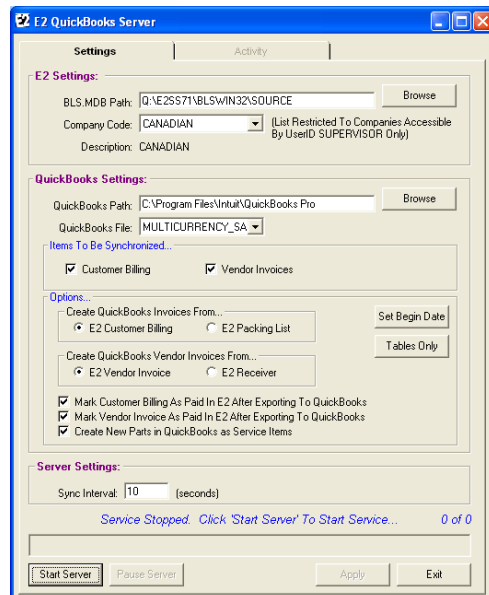 E2 QuickBooks Server
Settings
Activity
E2 Settings:
BLS.MDB Path: Q:\E2SS71\BLSWIN32\SOURCE Browse
Company Code: CANADIAN (List Restricted To Companies Accessible
By UserID SUPERVISOR Only)
Description: CANADIAN
QuickBooks Settings:
QuickBooks Path: C:\Program Files\Intuit\QuickBooks Pro Browse
QuickBooks File: MULTICURRENCY_SA
Items To Be Synchronized...
Customer Billing Vendor Invoices
Options...
Create QuickBooks Invoices From...
E2 Customer Billing E2 Packing List
Set Begin Date
Create QuickBooks Vendor Invoices From...
E2 Vendor Invoice E2 Receiver
Tables Only
Mark Customer Billing As Paid In E2 After Exporting To QuickBooks
Mark Vendor Invoice As Paid In E2 After Exporting To QuickBooks
Create New Parts in QuickBooks as Service Items
Server Settings:
Sync Interval: 10 (seconds)
Service Stopped. Click 'Start Server' To Start Service... 0 of 0
Start Server Pause Server Apply Exit